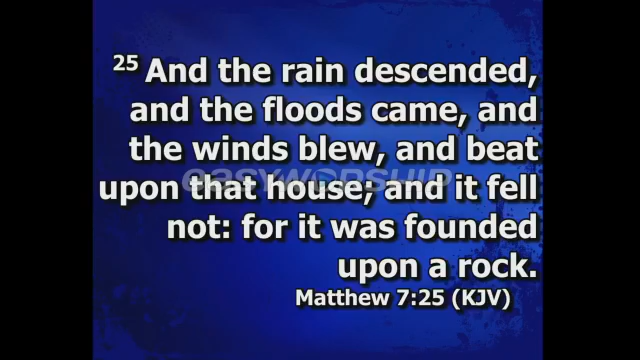 25 And the rain descended,
and the floods came, and
the winds blew, and beat
upon that house; and it fell
not: for it was founded
upon a rock.
Matthew 7:25 (KJV)
easyworship